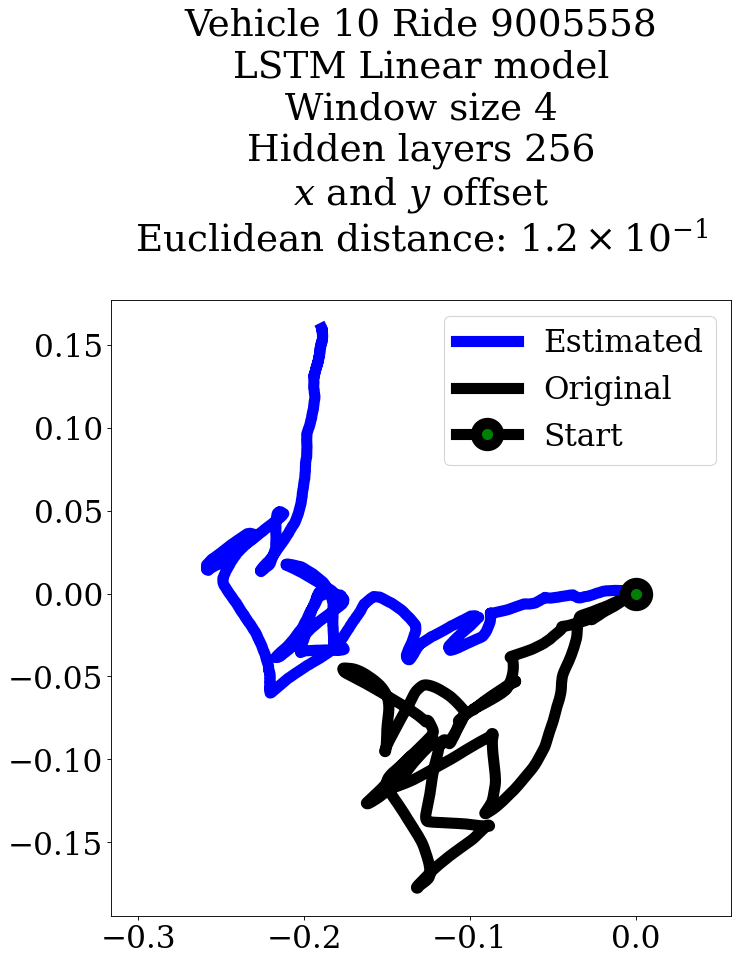 Vehicle 10 Ride 9005558
LSTM Linear model
Window size 4
Hidden layers 256
x and y offset
Euclidean distance: 1.2 × 10⁻¹
Estimated
Original
Start
0.15
0.10
0.05
0.00
−0.05
−0.10
−0.15
−0.3
−0.2
−0.1
0.0